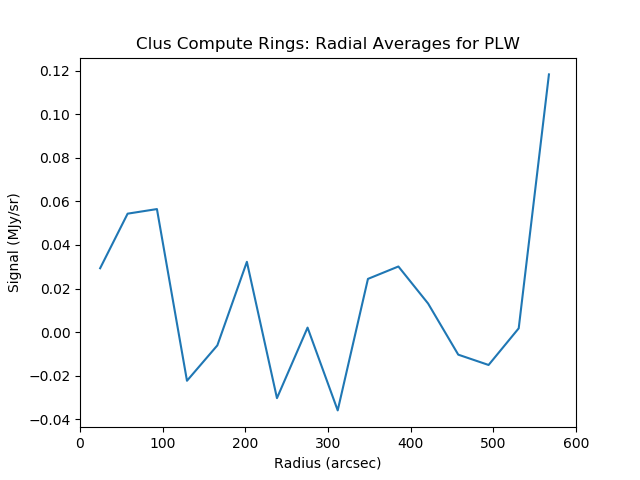 Clus Compute Rings: Radial Averages for PLW
0.12
0.10
0.08
0.06
0.04
0.02
0.00
−0.02
−0.04
Signal (MJy/sr)
0 100 200 300 400 500 600
Radius (arcsec)